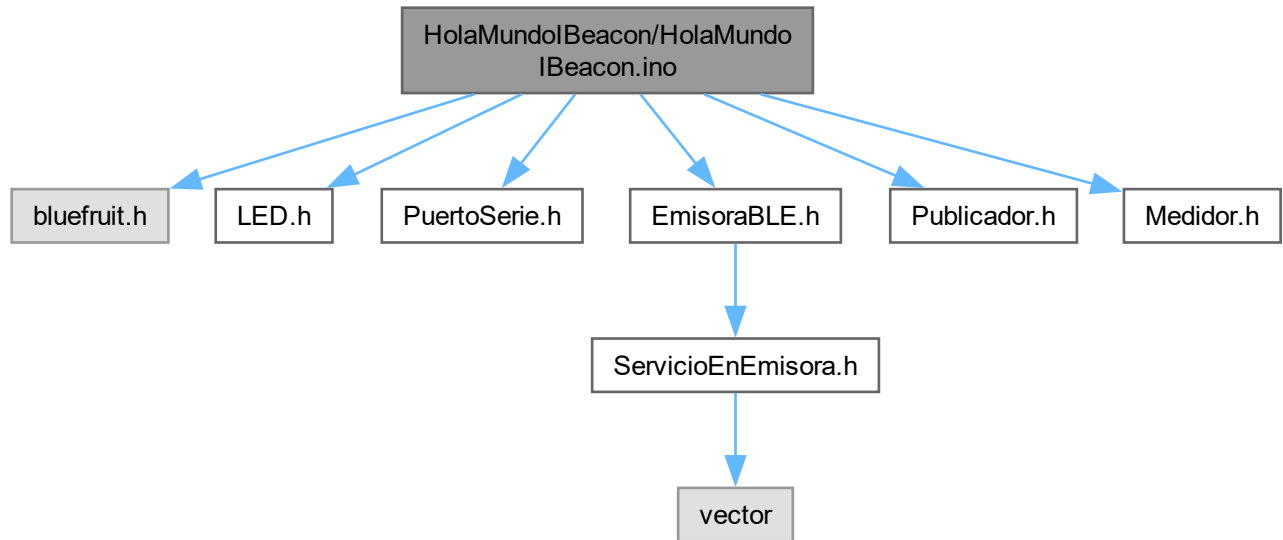 HolaMundoIBeacon/HolaMundo
IBeacon.ino
bluefruit.h
LED.h
PuertoSerie.h
EmisoraBLE.h
Publicador.h
Medidor.h
ServicioEnEmisora.h
vector